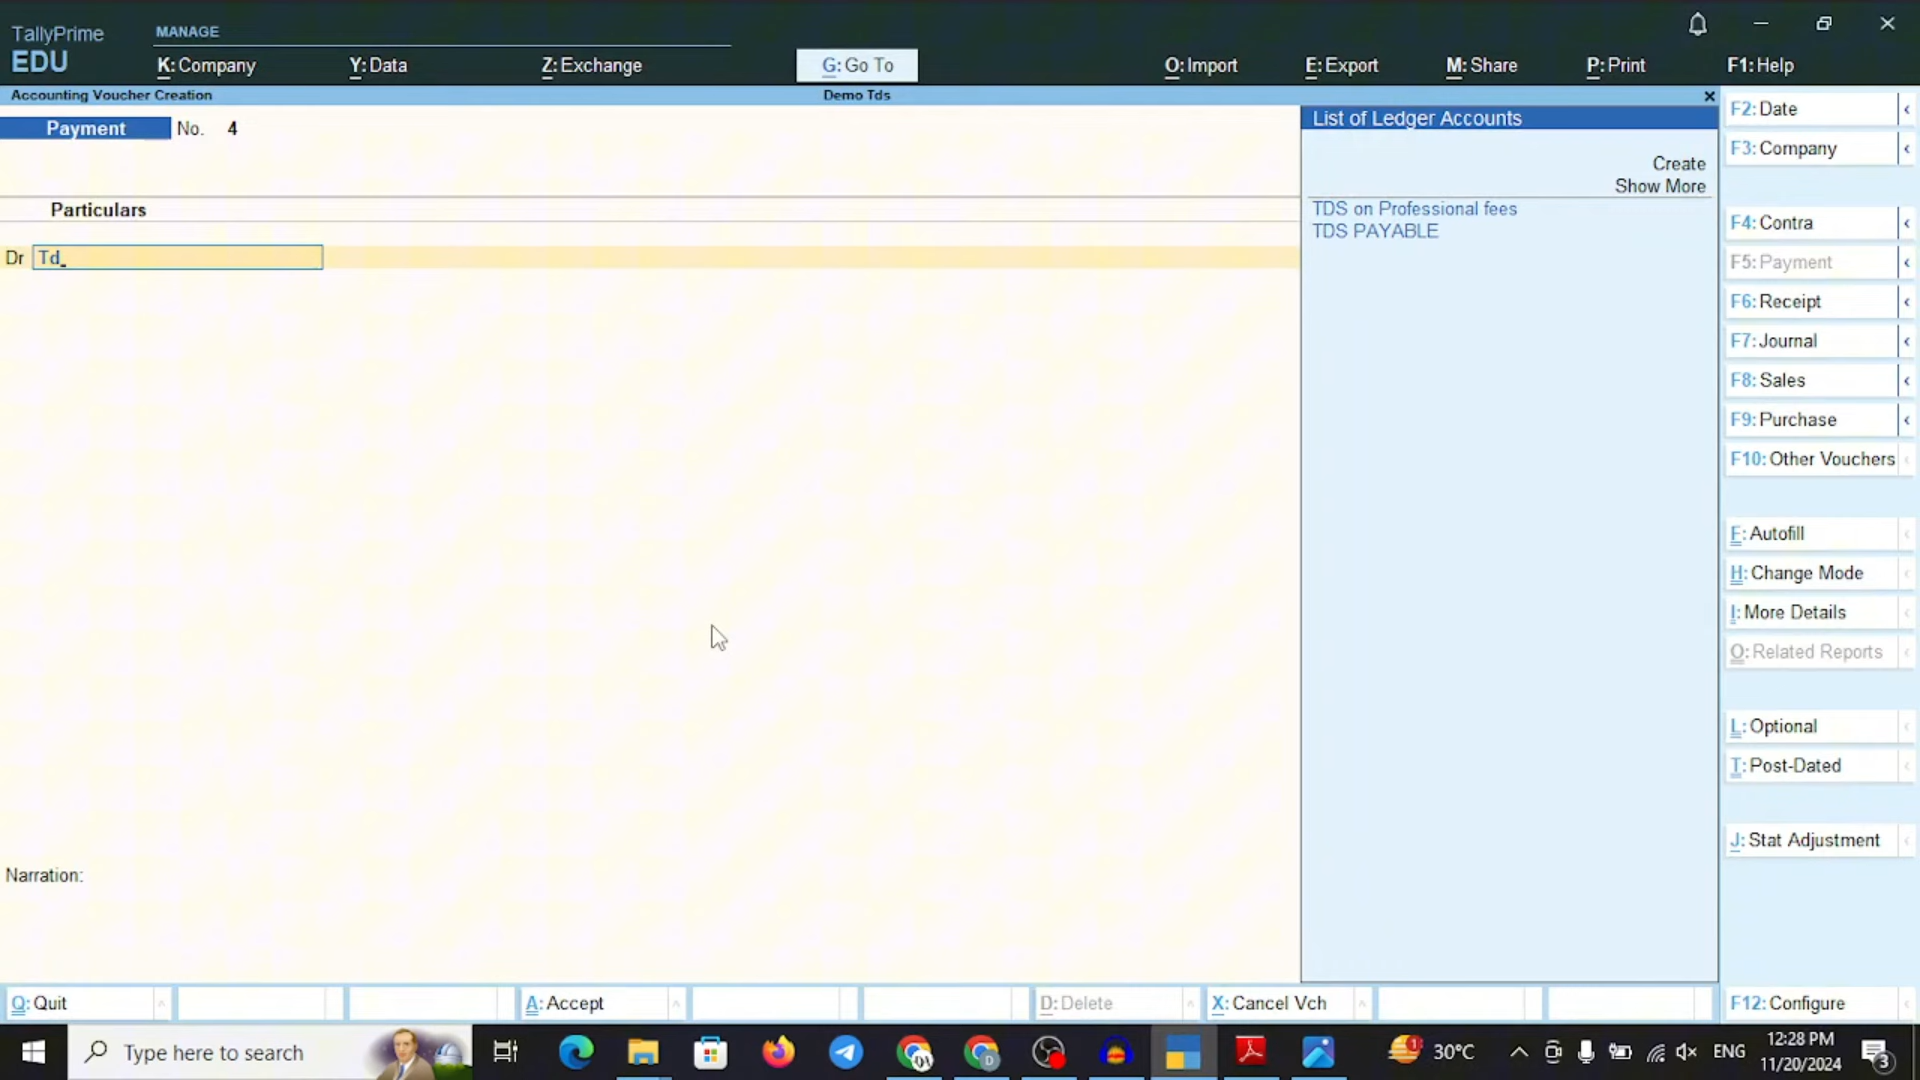 TallyPrime
EDU
MANAGE
K: Company
Y: Data
Z: Exchange
G: Go To
O: Import
E: Export
M: Share
P: Print
F1: Help
Accounting Voucher Creation
Demo Tds
Payment No. 4
Particulars
Dr Td
List of Ledger Accounts
Create
Show More
TDS on Professional fees
TDS PAYABLE
F2: Date
F3: Company
F4: Contra
F5: Payment
F6: Receipt
F7: Journal
F8: Sales
F9: Purchase
F10: Other Vouchers
F: Autofill
H: Change Mode
I: More Details
O: Related Reports
L: Optional
T: Post-Dated
J: Stat Adjustment
Narration:
Q: Quit
A: Accept
D: Delete
X: Cancel Vch
F12: Configure
Type here to search
1
30°C
ENG
12:28 PM
11/20/2024
3